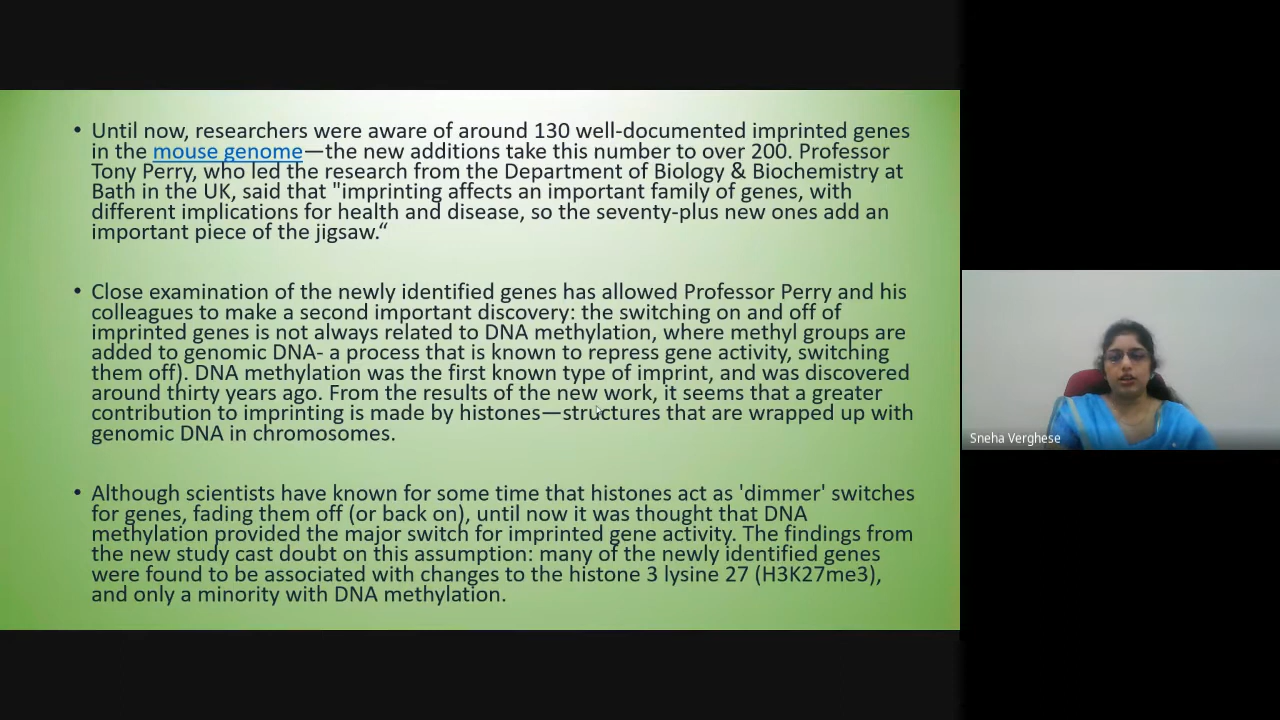 • Until now, researchers were aware of around 130 well-documented imprinted genes
in the mouse genome—the new additions take this number to over 200. Professor
Tony Perry, who led the research from the Department of Biology & Biochemistry at
Bath in the UK, said that "imprinting affects an important family of genes, with
different implications for health and disease, so the seventy-plus new ones add an
important piece of the jigsaw.“
• Close examination of the newly identified genes has allowed Professor Perry and his
colleagues to make a second important discovery: the switching on and off of
imprinted genes is not always related to DNA methylation, where methyl groups are
added to genomic DNA- a process that is known to repress gene activity, switching
them off). DNA methylation was the first known type of imprint, and was discovered
around thirty years ago. From the results of the new work, it seems that a greater
contribution to imprinting is made by histones—structures that are wrapped up with
genomic DNA in chromosomes.
• Although scientists have known for some time that histones act as 'dimmer' switches
for genes, fading them off (or back on), until now it was thought that DNA
methylation provided the major switch for imprinted gene activity. The findings from
the new study cast doubt on this assumption: many of the newly identified genes
were found to be associated with changes to the histone 3 lysine 27 (H3K27me3),
and only a minority with DNA methylation.
Sneha Verghese